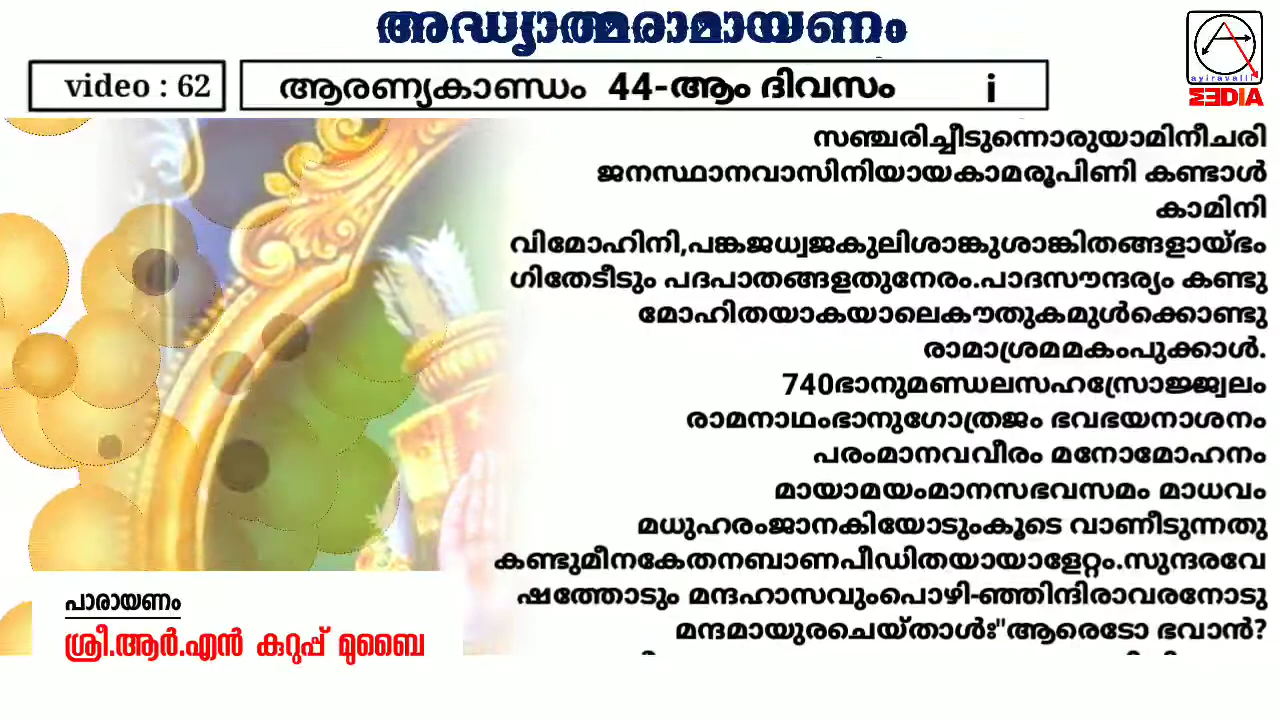 അദ്ധ്യാത്മരാമായണം
video : 62
ആരണ്യകാണ്ഡം 44-ആം ദിവസം i
ayiravalli
MEDIA
സഞ്ചരിച്ചീടുന്നൊരുയാമിനീചരി
ജനസ്ഥാനവാസിനിയായകാമരൂപിണി കണ്ടാൾ
കാമിനി
വിമോഹിനി,പങ്കജധ്വജകുലിശാങ്കുശാങ്കിതങ്ങളായ്ഭം
ഗിതേടീടും പദപാതങ്ങളതുനേരം.പാദസൗന്ദര്യം കണ്ടു
മോഹിതയാകയാലെകൗതുകമുൾക്കൊണ്ടു
രാമാശ്രമമകംപുക്കാൾ.
740ഭാനുമണ്ഡലസഹസ്രോജ്ജ്വലം
രാമനാഥംഭാനുഗോത്രജം ഭവഭയനാശനം
പരംമാനവവീരം മനോമോഹനം
മായാമയംമാനസഭവസമം മാധവം
മധുഹരംജാനകിയോടുംകൂടെ വാണീടുന്നതു
കണ്ടുമീനകേതനബാണപീഡിതയായാളേറ്റം.സുന്ദരവേ
ഷത്തോടും മന്ദഹാസവുംപൊഴി-ഞ്ഞിന്ദിരാവരനോടു
മന്ദമായുരചെയ്താൾഃ"ആരെടോ ഭവാൻ?
പാരായണം
ശ്രീ.ആർ.എൻ കുറുപ്പ് മുബൈ